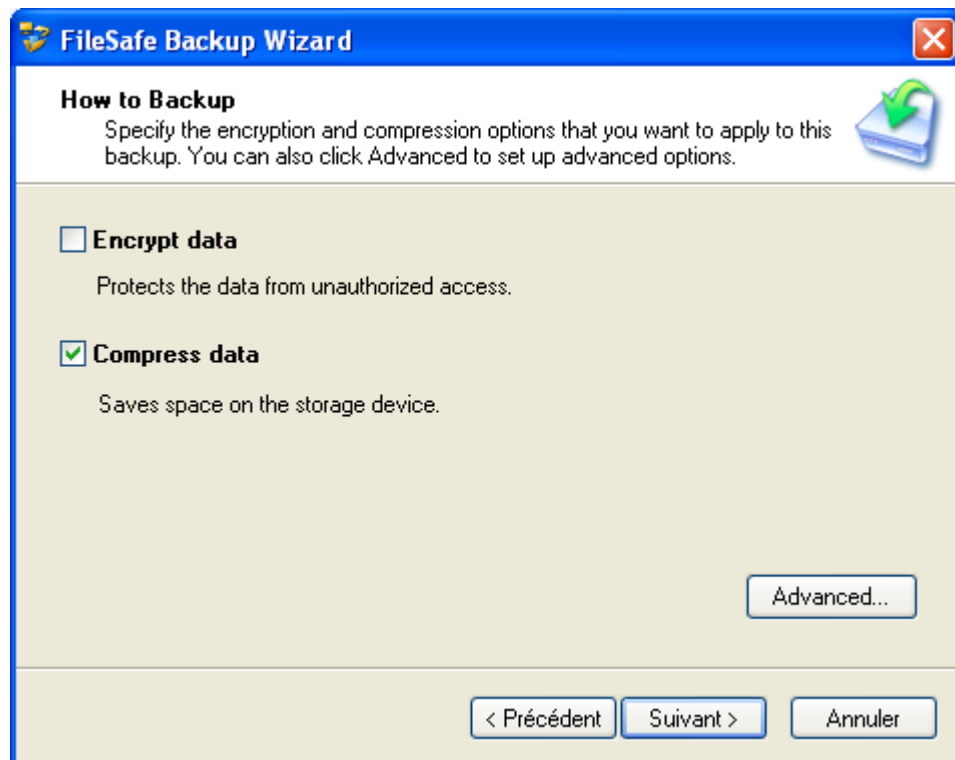 FileSafe Backup Wizard
How to Backup
Specify the encryption and compression options that you want to apply to this
backup. You can also click Advanced to set up advanced options.
Encrypt data
Protects the data from unauthorized access.
Compress data
Saves space on the storage device.
Advanced...
< Précédent Suivant > Annuler